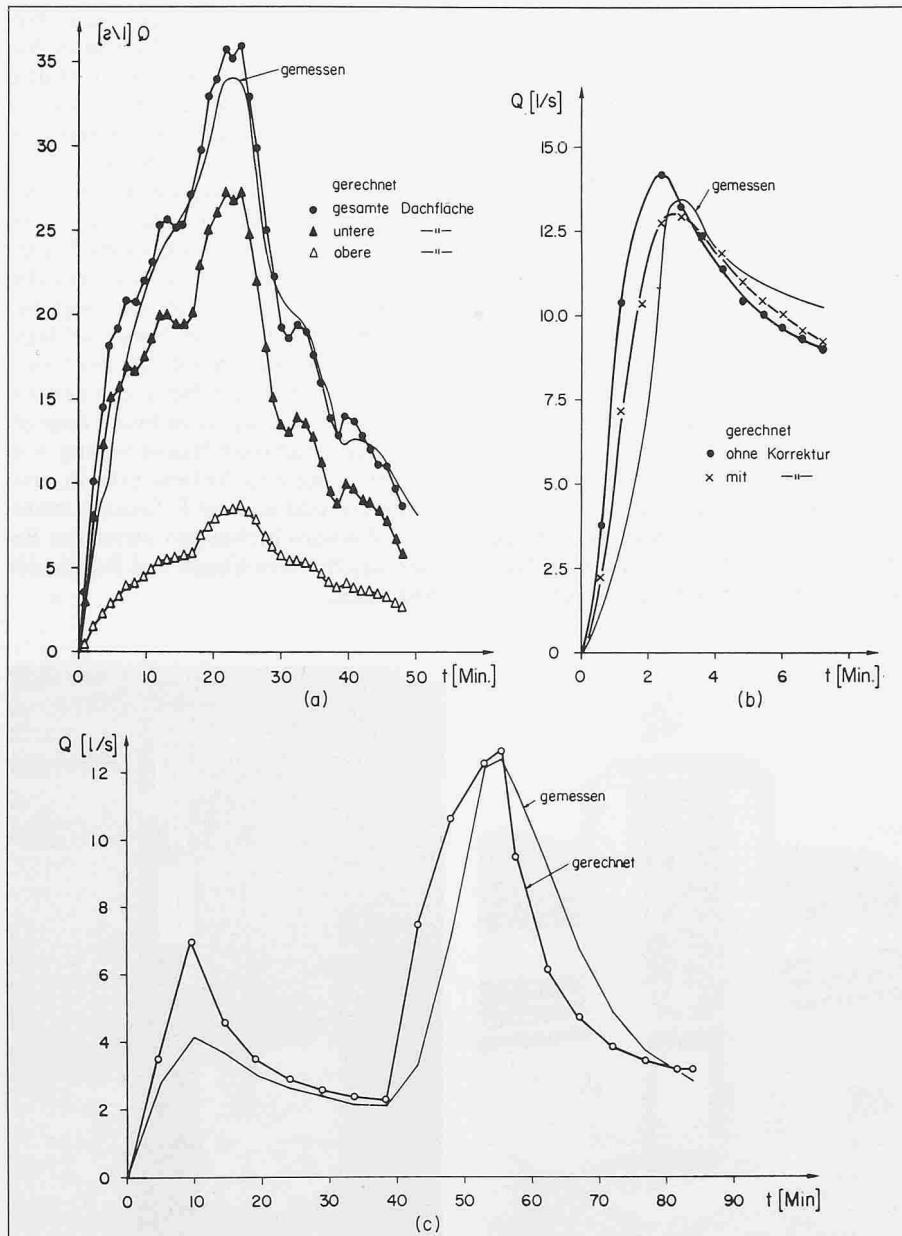 Q [l/s]
35
30
25
20
15
10
5
0
0 10 20 30 40 50
t [Min.]
gemessen
gerechnet
gesamte Dachfläche
untere —"—
obere —"—
(a)
Q [l/s]
15.0
12.5
10.0
7.5
5.0
2.5
0
0 2 4 6
t [Min.]
gemessen
gerechnet
ohne Korrektur
mit —"—
(b)
Q [l/s]
12
10
8
6
4
2
0
0 10 20 30 40 50 60 70 80 90
t [Min]
gemessen
gerechnet
(c)